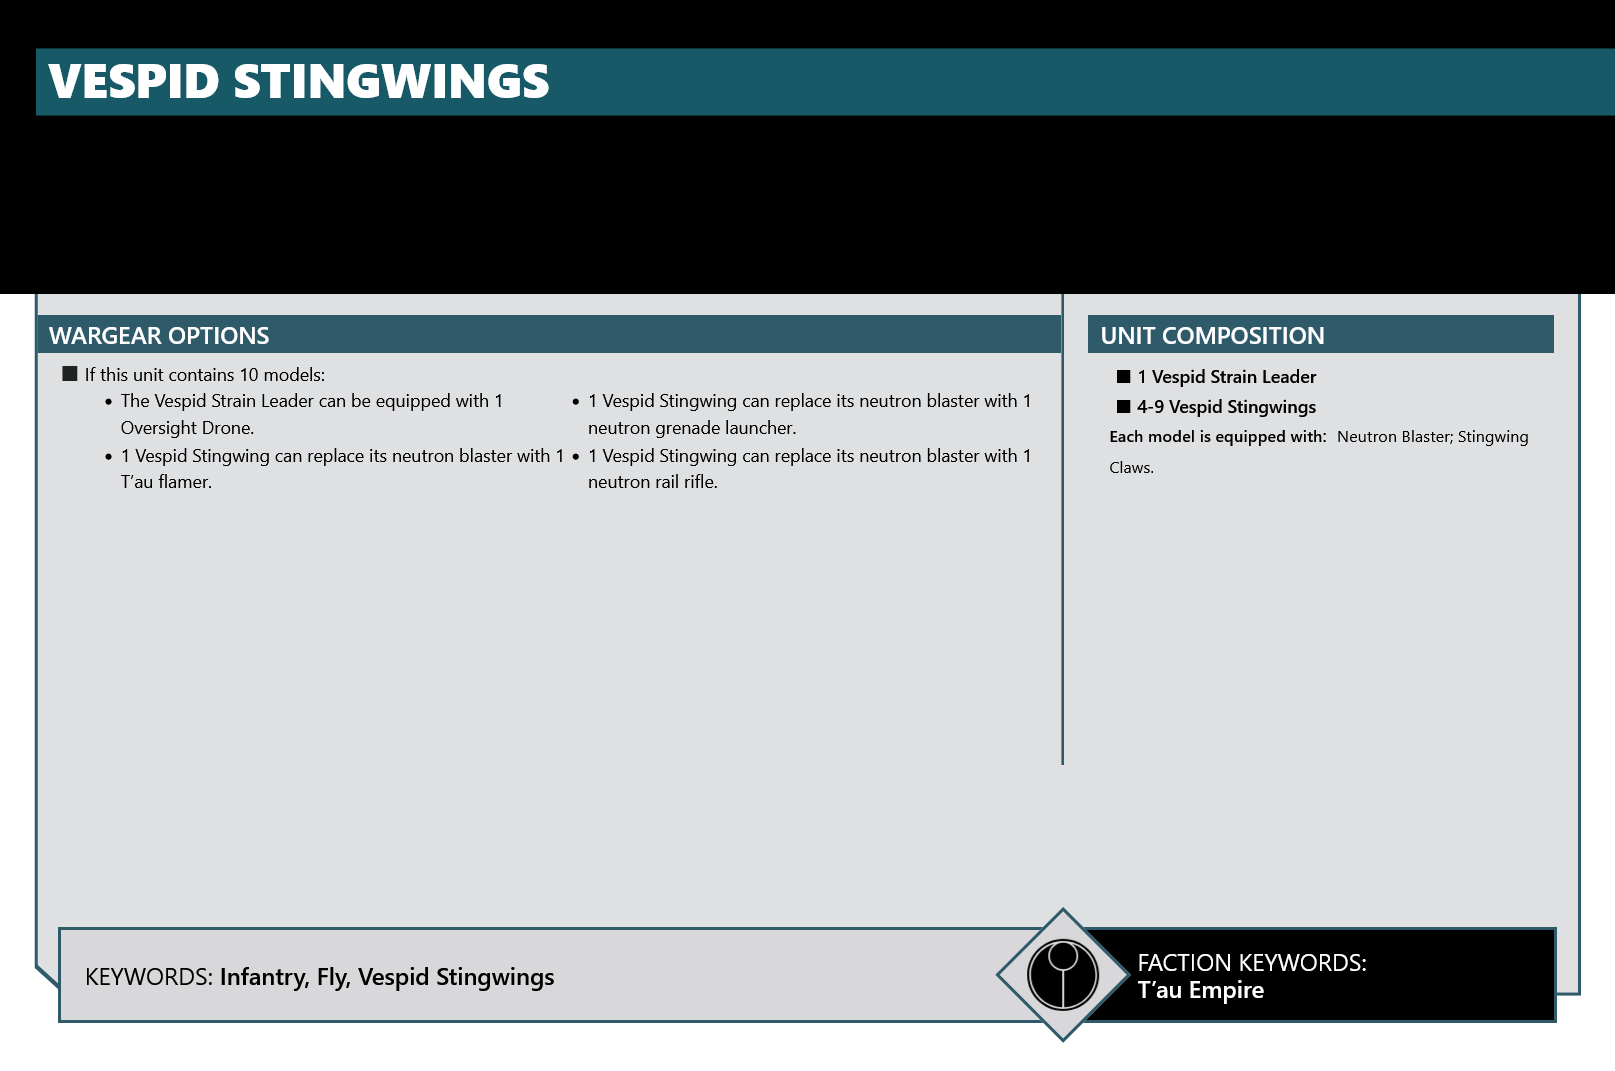 VESPID STINGWINGS
WARGEAR OPTIONS
■ If this unit contains 10 models:
• The Vespid Strain Leader can be equipped with 1
Oversight Drone.
• 1 Vespid Stingwing can replace its neutron blaster with 1
T’au flamer.
• 1 Vespid Stingwing can replace its neutron blaster with 1
neutron grenade launcher.
• 1 Vespid Stingwing can replace its neutron blaster with 1
neutron rail rifle.
UNIT COMPOSITION
■ 1 Vespid Strain Leader
■ 4-9 Vespid Stingwings
Each model is equipped with: Neutron Blaster; Stingwing
Claws.
KEYWORDS: Infantry, Fly, Vespid Stingwings
FACTION KEYWORDS:
T’au Empire